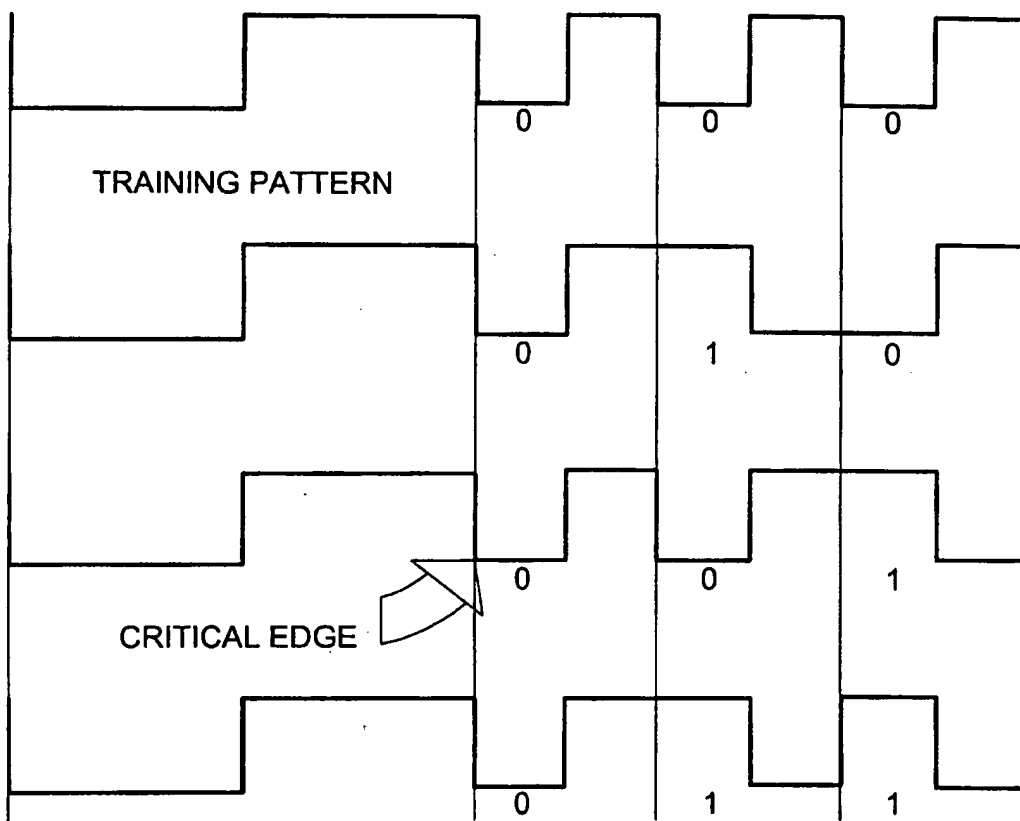 0 0 0
TRAINING PATTERN
0 1 0
0 0 1
CRITICAL EDGE
0 1 1